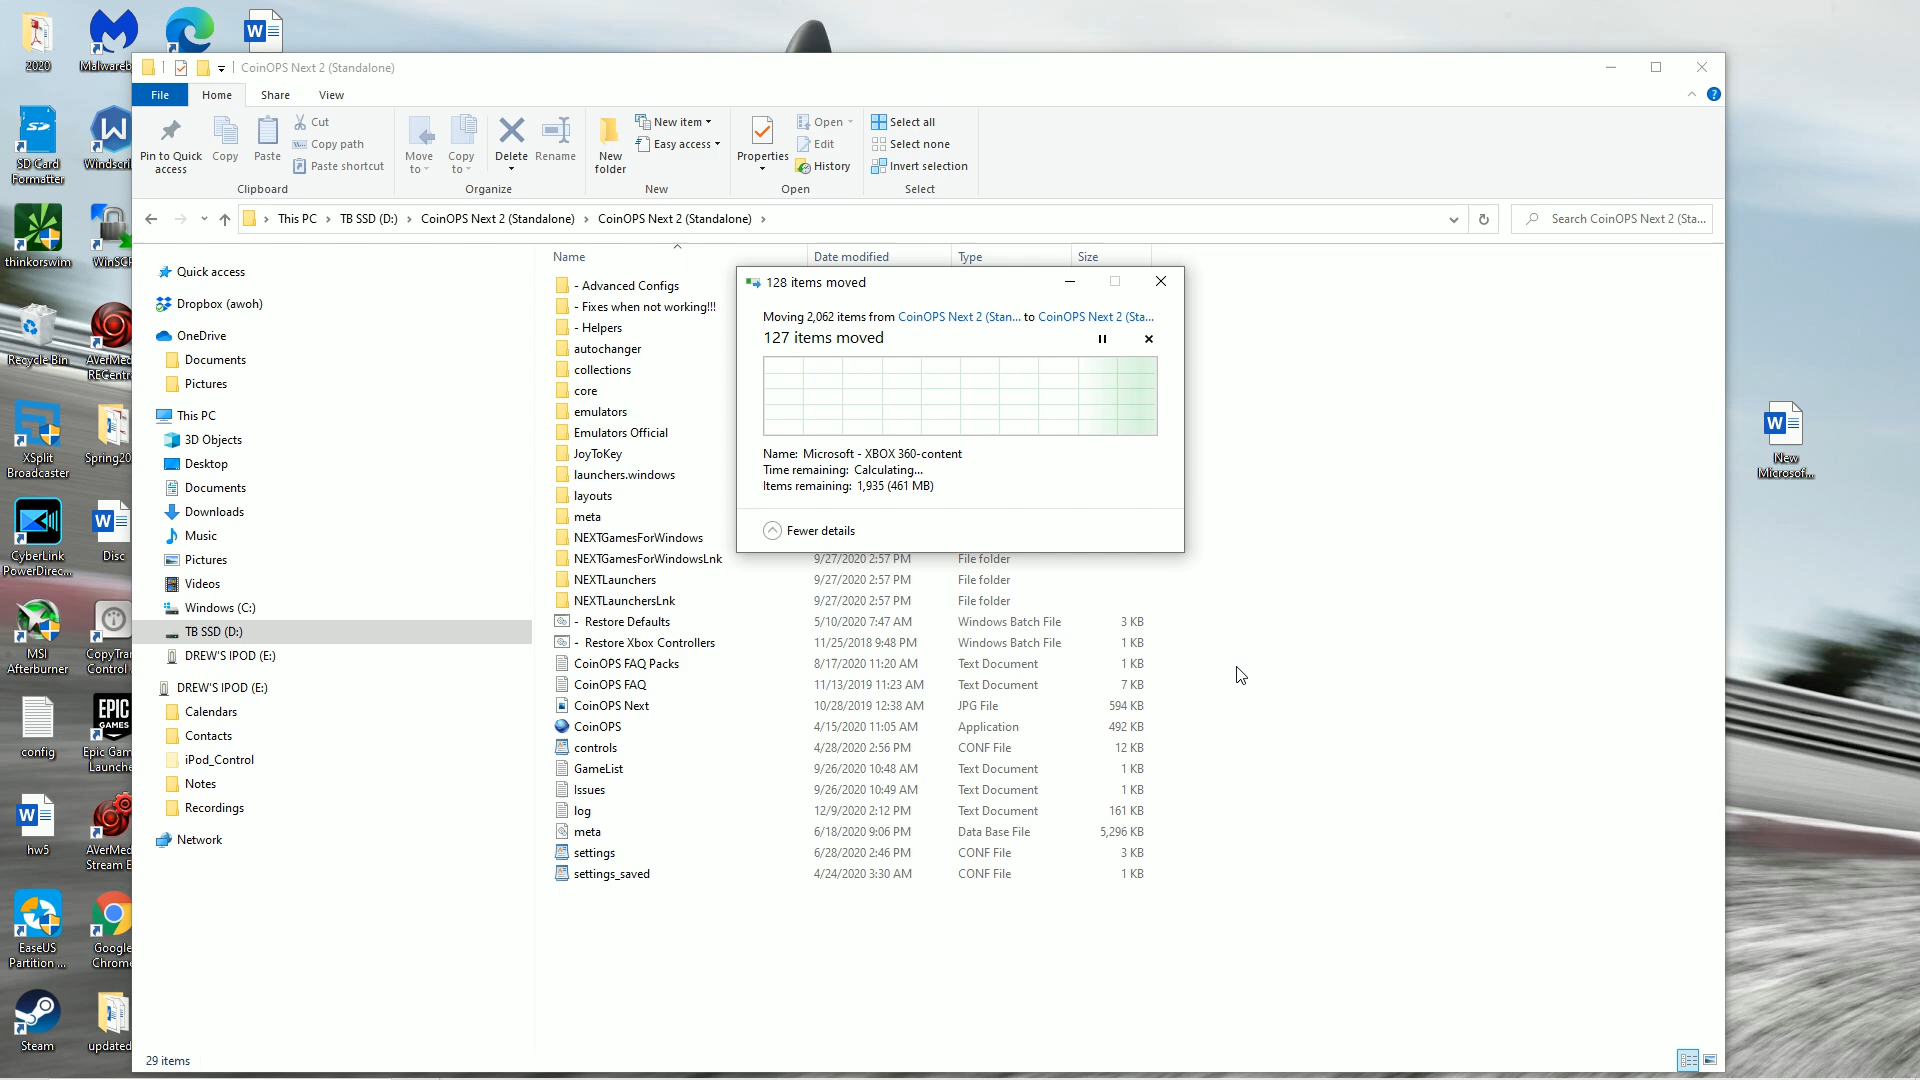 2020
Malwareb
SD Card
Formatter
Windscri
thinkorswim
WinSCP
Recycle Bin
AVerMed
RECentr
XSplit
Broadcaster
Spring20
CyberLink
PowerDirec...
Disc
MSI
Afterburner
CopyTra
Control
config
EPIC
GAMES
Epic Gam
Launche
hw5
AVerMed
Stream E
EaseUS
Partition ...
Google
Chrome
Steam
updated
CoinOPS Next 2 (Standalone)
File
Home
Share
View
Pin to Quick
access
Copy
Paste
Cut
Copy path
Paste shortcut
Clipboard
Move
to
Copy
to
Delete
Rename
Organize
New
folder
New item
Easy access
New
Properties
Open
Edit
History
Open
Select all
Select none
Invert selection
Select
This PC > TB SSD (D:) > CoinOPS Next 2 (Standalone) > CoinOPS Next 2 (Standalone) >
Search CoinOPS Next 2 (Sta...
Quick access
Dropbox (awoh)
OneDrive
Documents
Pictures
This PC
3D Objects
Desktop
Documents
Downloads
Music
Pictures
Videos
Windows (C:)
TB SSD (D:)
DREW'S IPOD (E:)
DREW'S IPOD (E:)
Calendars
Contacts
iPod_Control
Notes
Recordings
Network
Name Date modified Type Size
- Advanced Configs
- Fixes when not working!!!
- Helpers
autochanger
collections
core
emulators
Emulators Official
JoyToKey
launchers.windows
layouts
meta
NEXTGamesForWindows
NEXTGamesForWindowsLnk 9/27/2020 2:57 PM File folder
NEXTLaunchers 9/27/2020 2:57 PM File folder
NEXTLaunchersLnk 9/27/2020 2:57 PM File folder
- Restore Defaults 5/10/2020 7:47 AM Windows Batch File 3 KB
- Restore Xbox Controllers 11/25/2018 9:48 PM Windows Batch File 1 KB
CoinOPS FAQ Packs 8/17/2020 11:20 AM Text Document 1 KB
CoinOPS FAQ 11/13/2019 11:23 AM Text Document 7 KB
CoinOPS Next 10/28/2019 12:38 AM JPG File 594 KB
CoinOPS 4/15/2020 11:05 AM Application 492 KB
controls 4/28/2020 2:56 PM CONF File 12 KB
GameList 9/26/2020 10:48 AM Text Document 1 KB
Issues 9/26/2020 10:49 AM Text Document 1 KB
log 12/9/2020 2:12 PM Text Document 161 KB
meta 6/18/2020 9:06 PM Data Base File 5,296 KB
settings 6/28/2020 2:46 PM CONF File 3 KB
settings_saved 4/24/2020 3:30 AM CONF File 1 KB
128 items moved
Moving 2,062 items from CoinOPS Next 2 (Stan... to CoinOPS Next 2 (Sta...
127 items moved
Name: Microsoft - XBOX 360-content
Time remaining: Calculating...
Items remaining: 1,935 (461 MB)
Fewer details
29 items
New
Microsof...